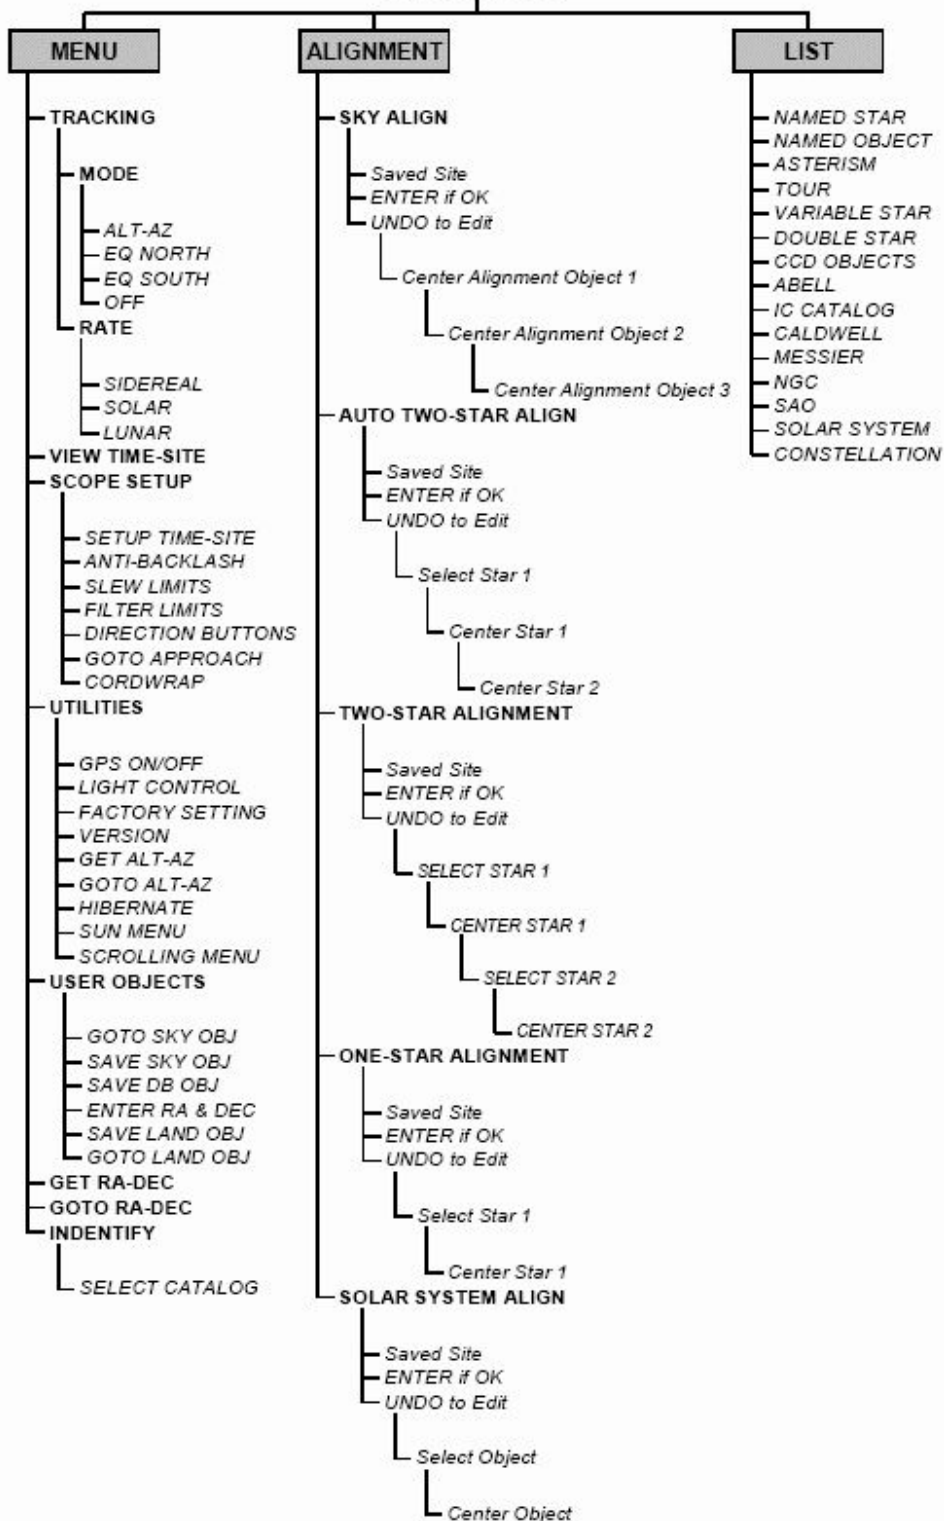 MENU
TRACKING
MODE
ALT-AZ
EQ NORTH
EQ SOUTH
OFF
RATE
SIDEREAL
SOLAR
LUNAR
VIEW TIME-SITE
SCOPE SETUP
SETUP TIME-SITE
ANTI-BACKLASH
SLEW LIMITS
FILTER LIMITS
DIRECTION BUTTONS
GOTO APPROACH
CORDWRAP
UTILITIES
GPS ON/OFF
LIGHT CONTROL
FACTORY SETTING
VERSION
GET ALT-AZ
GOTO ALT-AZ
HIBERNATE
SUN MENU
SCROLLING MENU
USER OBJECTS
GOTO SKY OBJ
SAVE SKY OBJ
SAVE DB OBJ
ENTER RA & DEC
SAVE LAND OBJ
GOTO LAND OBJ
GET RA-DEC
GOTO RA-DEC
INDENTIFY
SELECT CATALOG
ALIGNMENT
SKY ALIGN
Saved Site
ENTER if OK
UNDO to Edit
Center Alignment Object 1
Center Alignment Object 2
Center Alignment Object 3
AUTO TWO-STAR ALIGN
Saved Site
ENTER if OK
UNDO to Edit
Select Star 1
Center Star 1
Center Star 2
TWO-STAR ALIGNMENT
Saved Site
ENTER if OK
UNDO to Edit
SELECT STAR 1
CENTER STAR 1
SELECT STAR 2
CENTER STAR 2
ONE-STAR ALIGNMENT
Saved Site
ENTER if OK
UNDO to Edit
Select Star 1
Center Star 1
SOLAR SYSTEM ALIGN
Saved Site
ENTER if OK
UNDO to Edit
Select Object
Center Object
LIST
NAMED STAR
NAMED OBJECT
ASTERISM
TOUR
VARIABLE STAR
DOUBLE STAR
CCD OBJECTS
ABELL
IC CATALOG
CALDWELL
MESSIER
NGC
SAO
SOLAR SYSTEM
CONSTELLATION